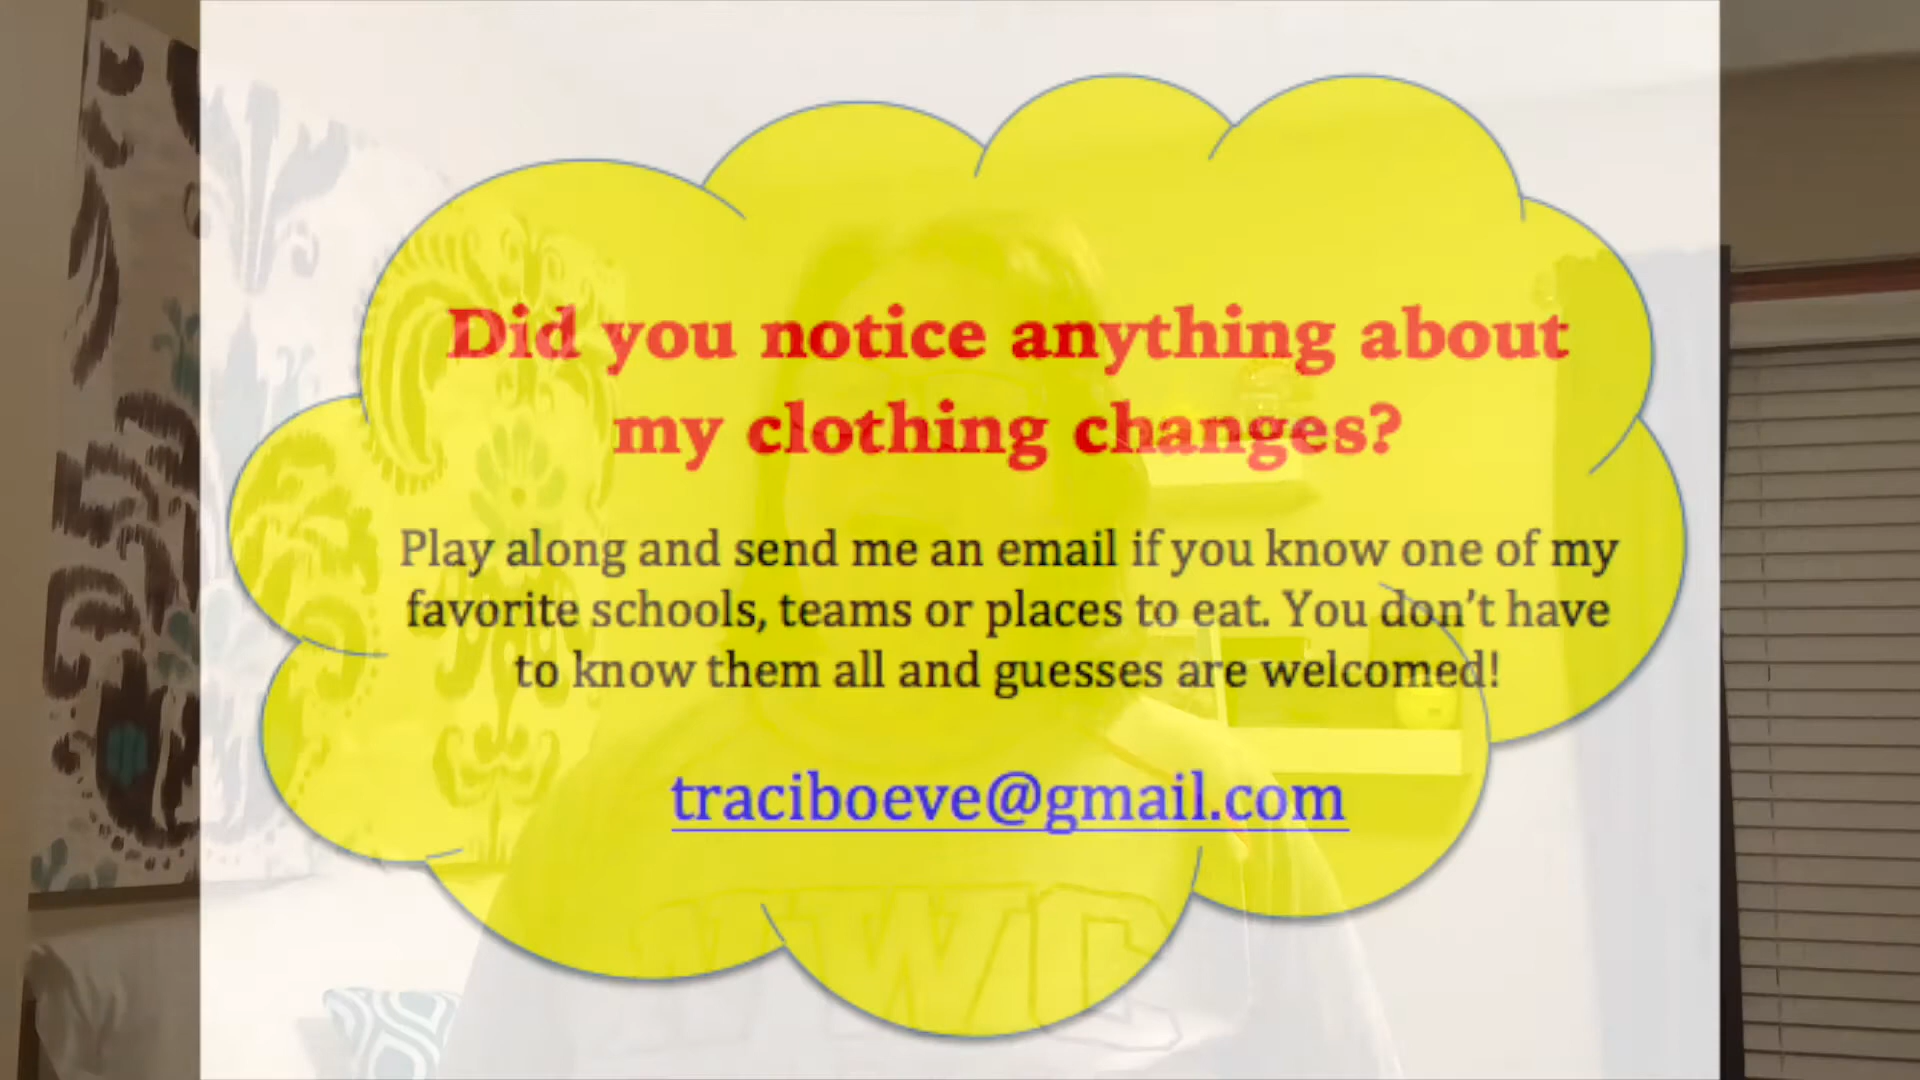 Did you notice anything about
my clothing changes?
Play along and send me an email if you know one of my
favorite schools, teams or places to eat. You don't have
to know them all and guesses are welcomed!
traciboeve@gmail.com